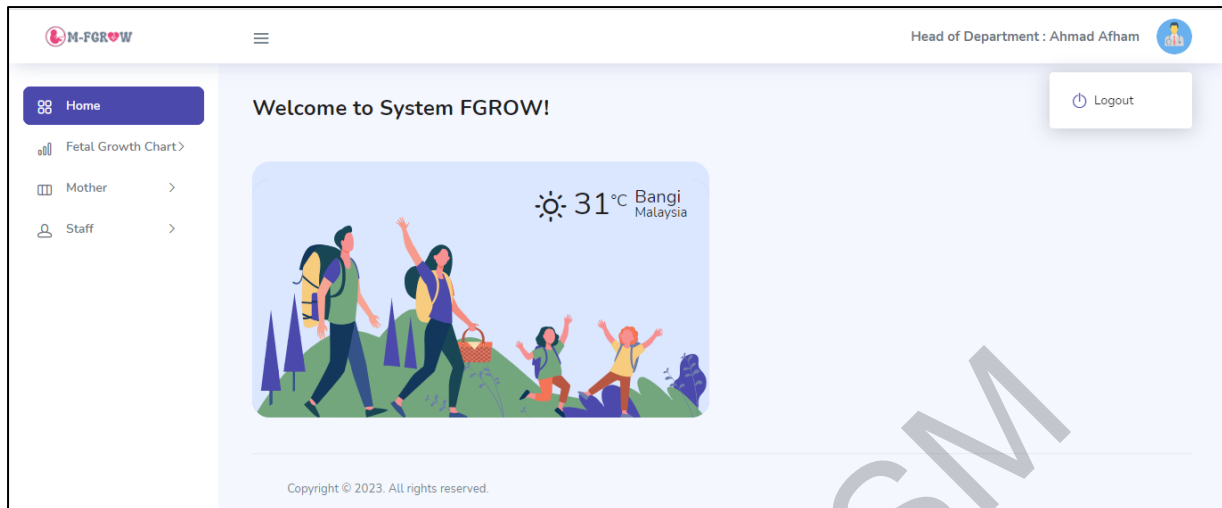 M-FGROW
Head of Department : Ahmad Afham
Home
Fetal Growth Chart
Mother
Staff
Welcome to System FGROW!
Logout
31°C Bangi
Malaysia
Copyright © 2023. All rights reserved.
SM